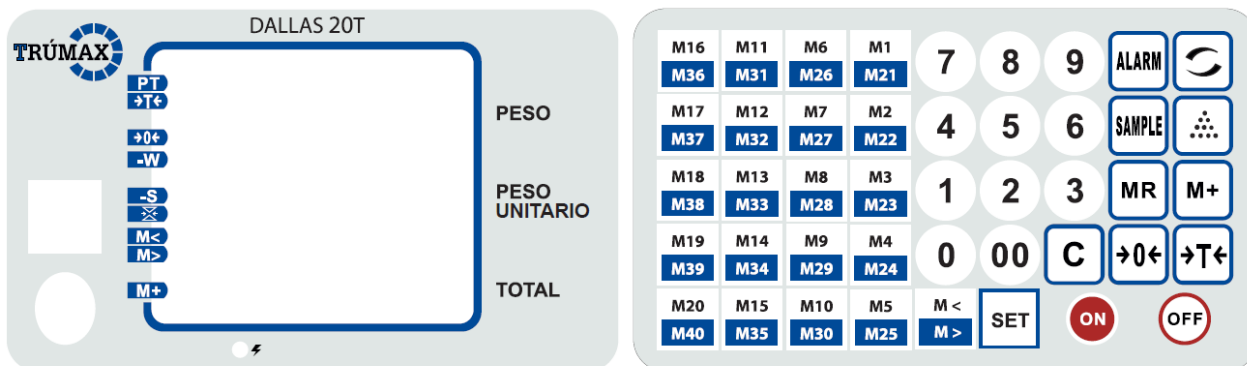 DALLAS 20T
TRÚMAX
PT
→T←
→0←
-W
-S
M<
M>
M+
PESO
PESO
UNITARIO
TOTAL
M16 M11 M6 M1
M36 M31 M26 M21
7 8 9 ALARM
M17 M12 M7 M2
M37 M32 M27 M22
4 5 6 SAMPLE
M18 M13 M8 M3
M38 M33 M28 M23
1 2 3 MR M+
M19 M14 M9 M4
M39 M34 M29 M24
0 00 C →0← →T←
M20 M15 M10 M5 M <
M40 M35 M30 M25 M >
SET ON OFF